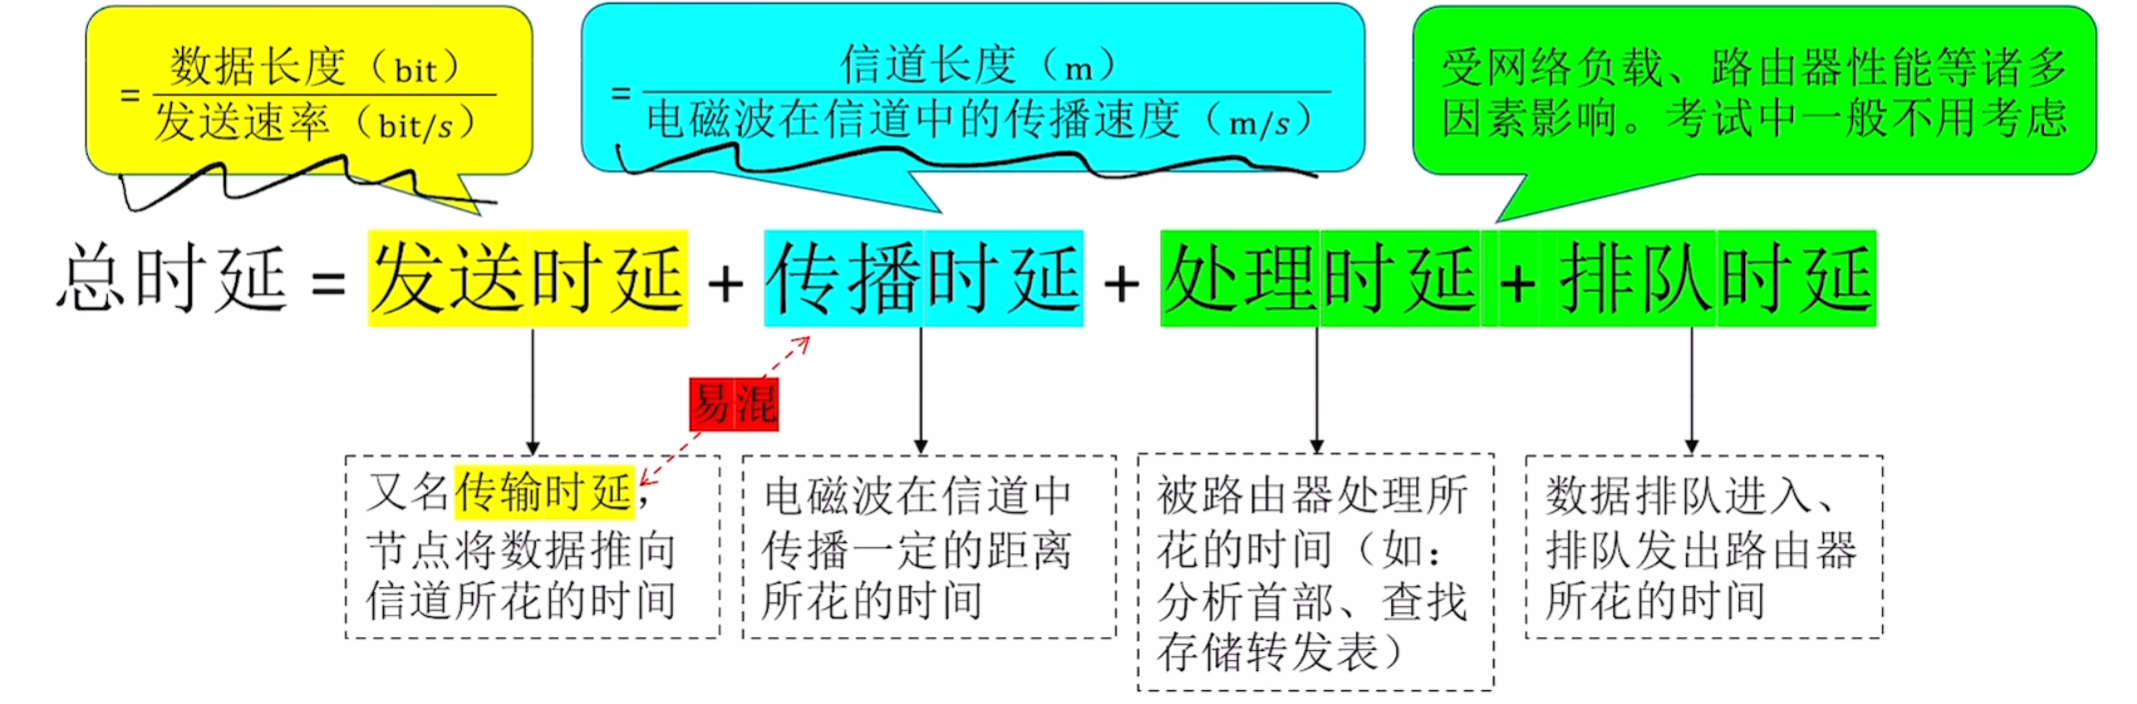 = 数据长度（bit）
发送速率（bit/s）
= 信道长度（m）
电磁波在信道中的传播速度（m/s）
受网络负载、路由器性能等诸多
因素影响。考试中一般不用考虑
总时延 = 发送时延 + 传播时延 + 处理时延 + 排队时延
易混
又名传输时延，
节点将数据推向
信道所花的时间
电磁波在信道中
传播一定的距离
所花的时间
被路由器处理所
花的时间（如：
分析首部、查找
存储转发表）
数据排队进入、
排队发出路由器
所花的时间